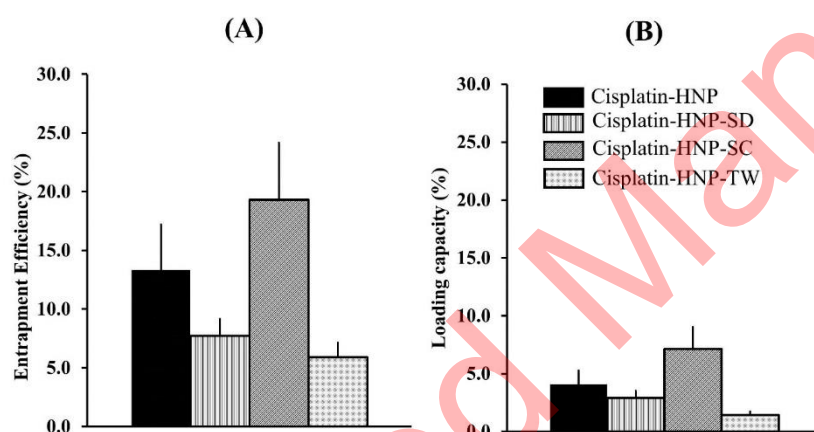 (A)
Entrapment Efficiency (%)
30.0
25.0
20.0
15.0
10.0
5.0
0.0
(B)
Loading capacity (%)
30.0
25.0
20.0
15.0
10.0
5.0
0.0
Cisplatin-HNP
Cisplatin-HNP-SD
Cisplatin-HNP-SC
Cisplatin-HNP-TW